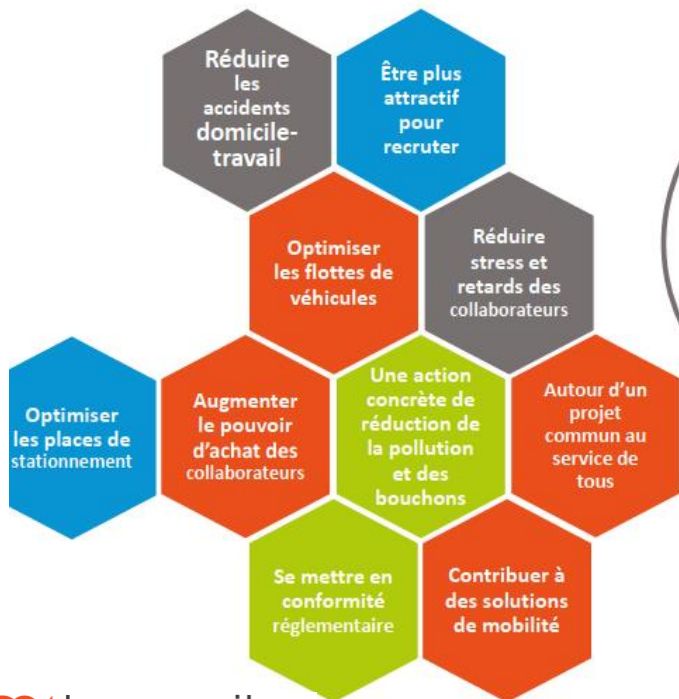 Réduire
les
accidents
domicile-
travail
Être plus
attractif
pour
recruter
Optimiser
les flottes de
véhicules
Réduire
stress et
retards des
collaborateurs
Optimiser
les places de
stationnement
Augmenter
le pouvoir
d'achat des
collaborateurs
Une action
concrète de
réduction de
la pollution
et des
bouchons
Autour d'un
projet
commun au
service de
tous
Se mettre en
conformité
réglementaire
Contribuer à
des solutions
de mobilité